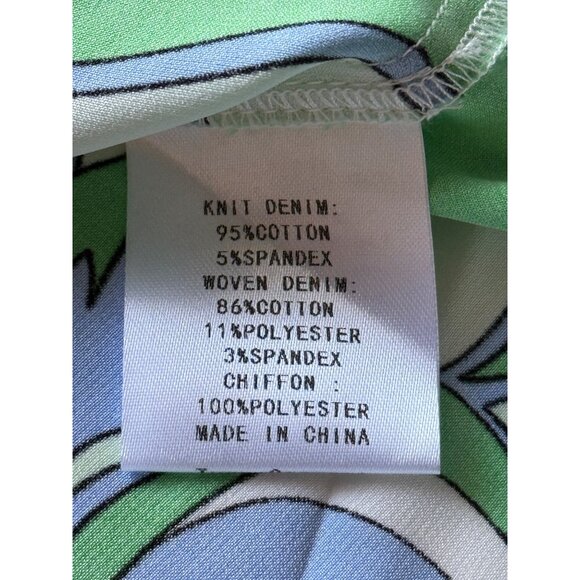 KNIT DENIM:
95%COTTON
5%SPANDEX
WOVEN DENIM:
86%COTTON
11%POLYESTER
3%SPANDEX
CHIFFON :
100%POLYESTER
MADE IN CHINA